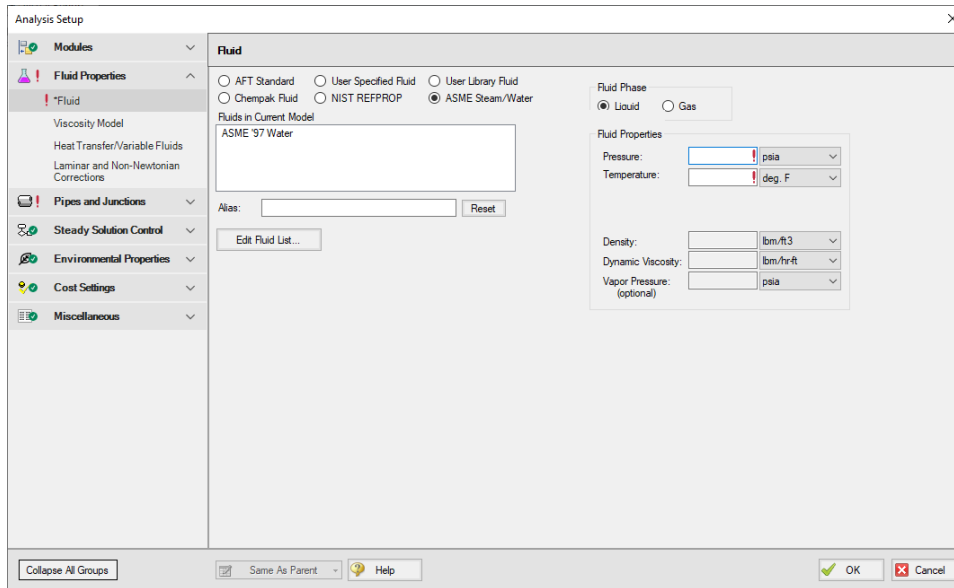 Analysis Setup
Modules
Fluid Properties
*Fluid
Viscosity Model
Heat Transfer/Variable Fluids
Laminar and Non-Newtonian
Corrections
Pipes and Junctions
Steady Solution Control
Environmental Properties
Cost Settings
Miscellaneous
Collapse All Groups
Fluid
AFT Standard User Specified Fluid User Library Fluid
Chempak Fluid NIST REFPROP ASME Steam/Water
Fluids in Current Model
ASME '97 Water
Alias: Reset
Edit Fluid List...
Fluid Phase
Liquid Gas
Fluid Properties
Pressure: ! psia
Temperature: ! deg. F
Density: lbm/ft3
Dynamic Viscosity: lbm/hr-ft
Vapor Pressure: psia
(optional)
Same As Parent Help OK Cancel